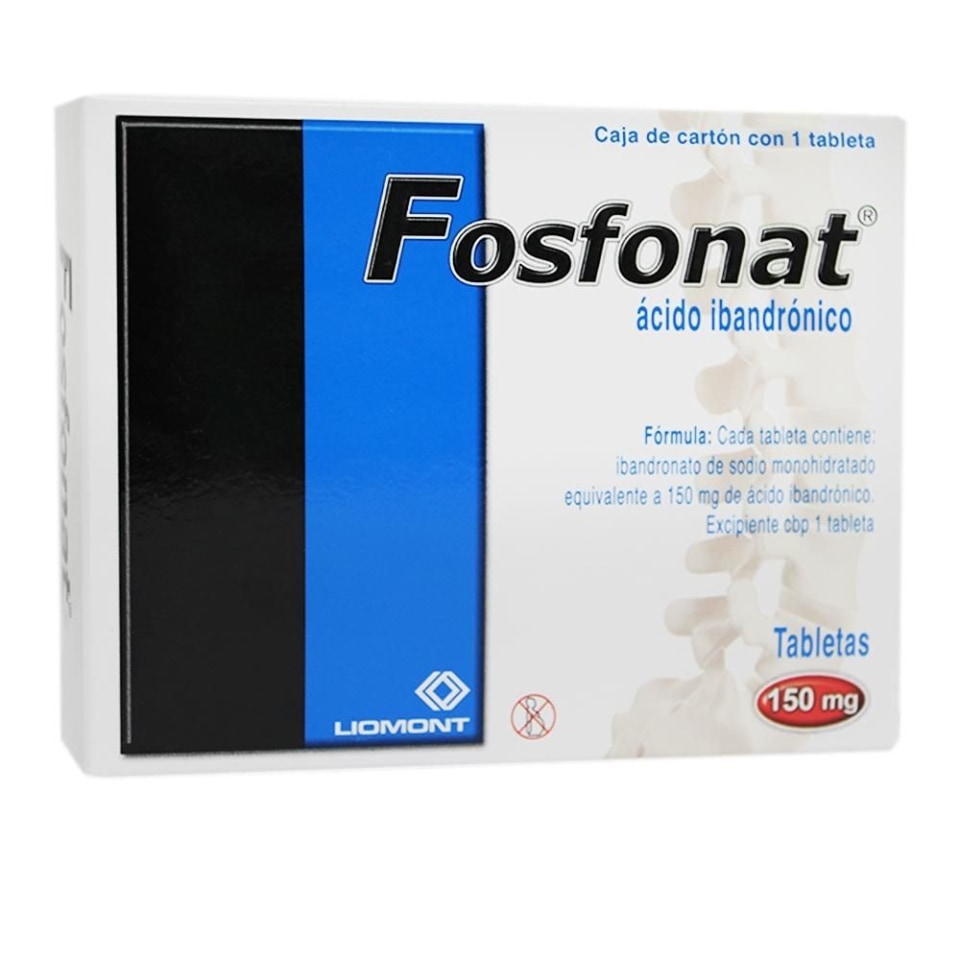 Caja de cartón con 1 tableta
Fosfonat®
ácido ibandrónico
Fórmula: Cada tableta contiene:
ibandronato de sodio monohidratado
equivalente a 150 mg de ácido ibandrónico.
Excipiente cbp 1 tableta
Tabletas
150 mg
LIOMONT
Fosfonat